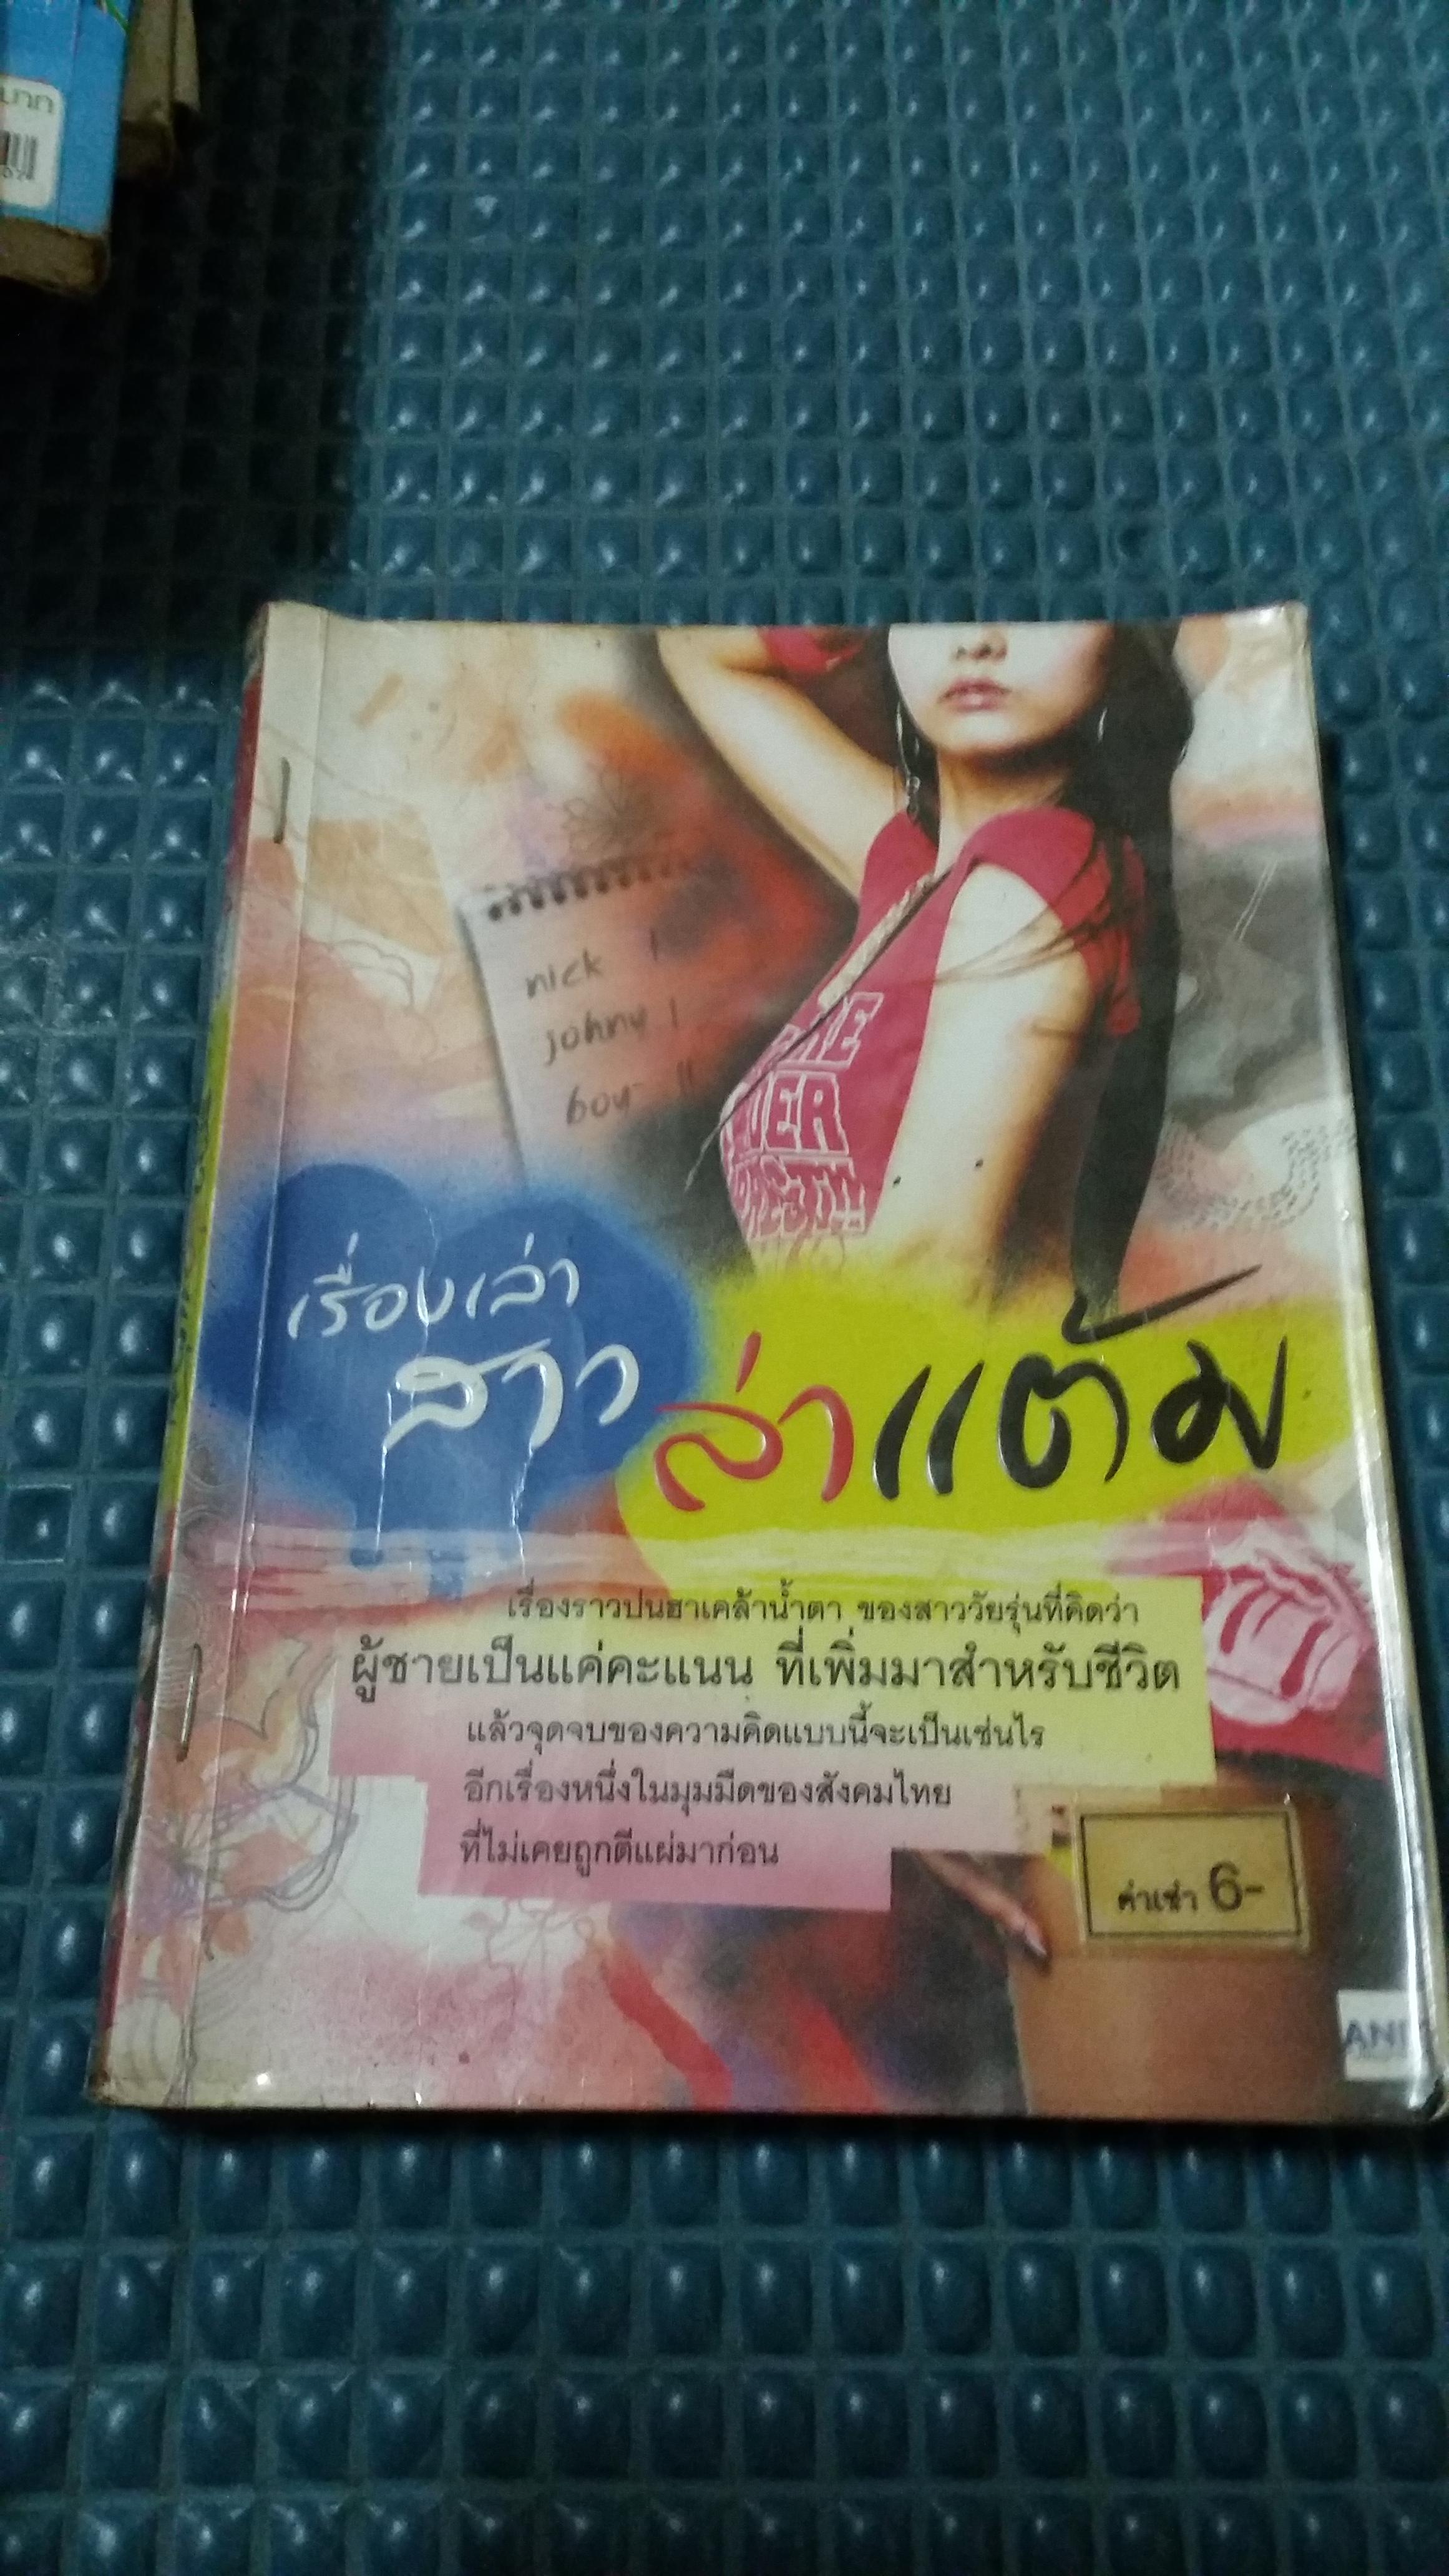 บาท
nick |
johny |
boy ||
เรื่องเล่า
สาว ล่าแต้ม
เรื่องราวปนฮาเคล้าน้ำตา ของสาววัยรุ่นที่คิดว่า
ผู้ชายเป็นแค่คะแนน ที่เพิ่มมาสำหรับชีวิต
แล้วจุดจบของความคิดแบบนี้จะเป็นเช่นไร
อีกเรื่องหนึ่งในมุมมืดของสังคมไทย
ที่ไม่เคยถูกตีแผ่มาก่อน
ค่าเช่า 6-